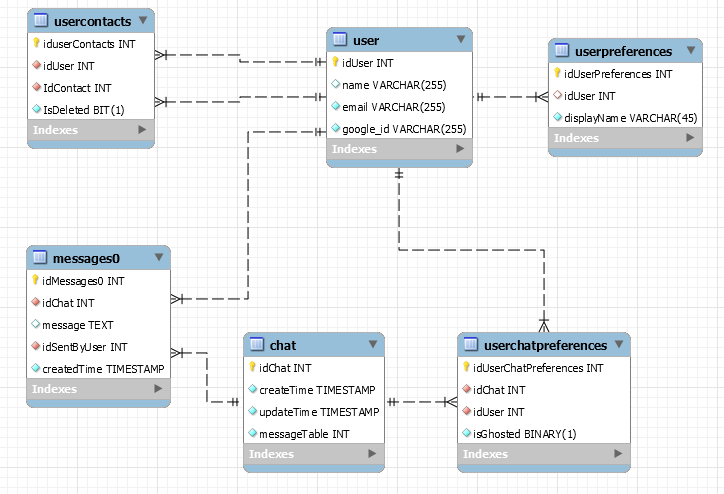 usercontacts
iduserContacts INT
idUser INT
IdContact INT
IsDeleted BIT(1)
Indexes
user
idUser INT
name VARCHAR(255)
email VARCHAR(255)
google_id VARCHAR(255)
Indexes
userpreferences
idUserPreferences INT
idUser INT
displayName VARCHAR(45)
Indexes
messages0
idMessages0 INT
idChat INT
message TEXT
idSentByUser INT
createdTime TIMESTAMP
Indexes
chat
idChat INT
createTime TIMESTAMP
updateTime TIMESTAMP
messageTable INT
Indexes
userchatpreferences
idUserChatPreferences INT
idChat INT
idUser INT
isGhosted BINARY(1)
Indexes